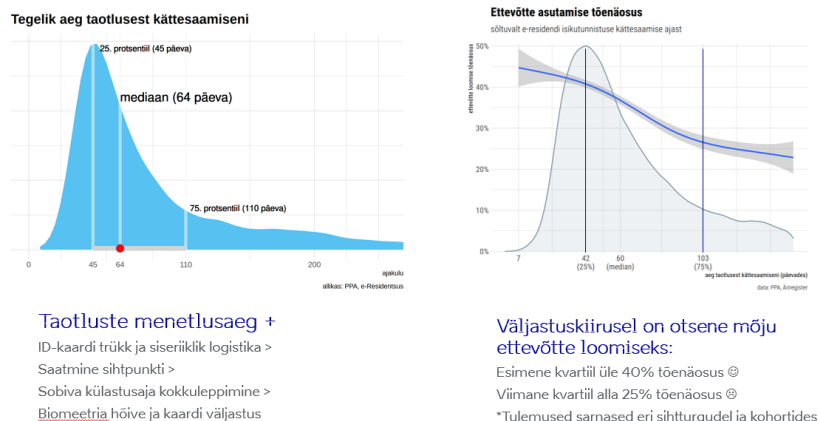 Tegelik aeg taotlusest kättesaamiseni
25. protsentiil (45 päeva)
mediaan (64 päeva)
75. protsentiil (110 päeva)
0
45
64
110
200
ajakulu
allikas: PPA, e-Residentsus
Taotluste menetlusaeg +
ID-kaardi trükk ja siseriiklik logistika >
Saatmine sihtpunkti >
Sobiva külastusaja kokkuleppimine >
Biomeetria hõive ja kaardi väljastus
Ettevõtte asutamise tõenäosus
sõltuvalt e-residendi isikutunnistuse kättesaamise ajast
ettevõtte loomise tõenäosus
50%
40%
30%
20%
10%
0%
7
42
(25%)
60
(median)
103
(75%)
aeg taotlusest kättesaamiseni (päevades)
data: PPA, Äriregister
Väljastuskiirusel on otsene mõju
ettevõtte loomiseks:
Esimene kvartiil üle 40% tõenäosus ☺
Viimane kvartiil alla 25% tõenäosus ☹
*Tulemused sarnased eri sihtturgudel ja kohortides